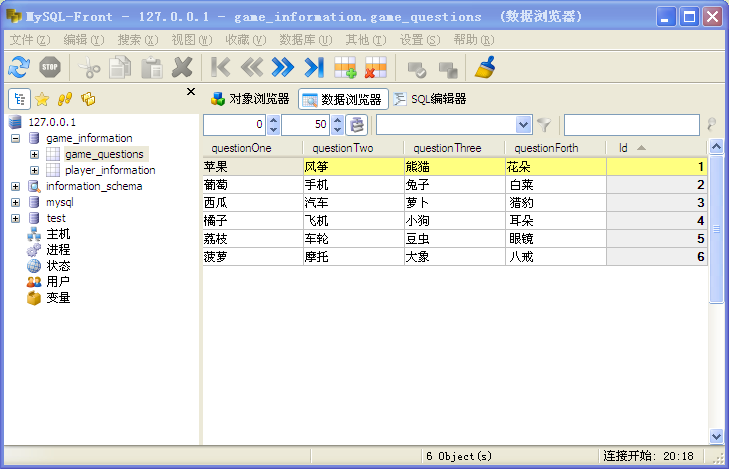 MySQL-Front - 127.0.0.1 - game_information.game_questions (数据浏览器)
文件(Z) 编辑(Y) 搜索(X) 视图(W) 收藏(V) 数据库(U) 其他(T) 设置(S) 帮助(R)
STOP
对象浏览器 数据浏览器 SQL编辑器
0 50
127.0.0.1
game_information
game_questions
player_information
information_schema
mysql
test
主机
进程
状态
用户
变量
questionOne questionTwo questionThree questionForth Id
苹果 风筝 熊猫 花朵 1
葡萄 手机 兔子 白菜 2
西瓜 汽车 萝卜 猎豹 3
橘子 飞机 小狗 耳朵 4
荔枝 车轮 豆虫 眼镜 5
菠萝 摩托 大象 八戒 6
6 Object(s) 连接开始: 20:18